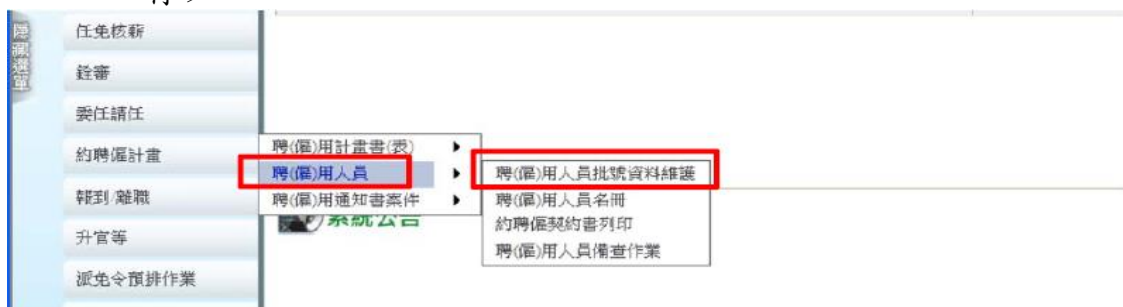 存，
隱藏選單
任免核薪
銓審
委任請任
約聘僱計畫
報到/離職
升官等
派免令預排作業
聘(僱)用計畫書(表)
聘(僱)用人員
聘(僱)用通知書案件
聘(僱)用人員批號資料維護
聘(僱)用人員名冊
約聘僱契約書列印
聘(僱)用人員備查作業
系統公告